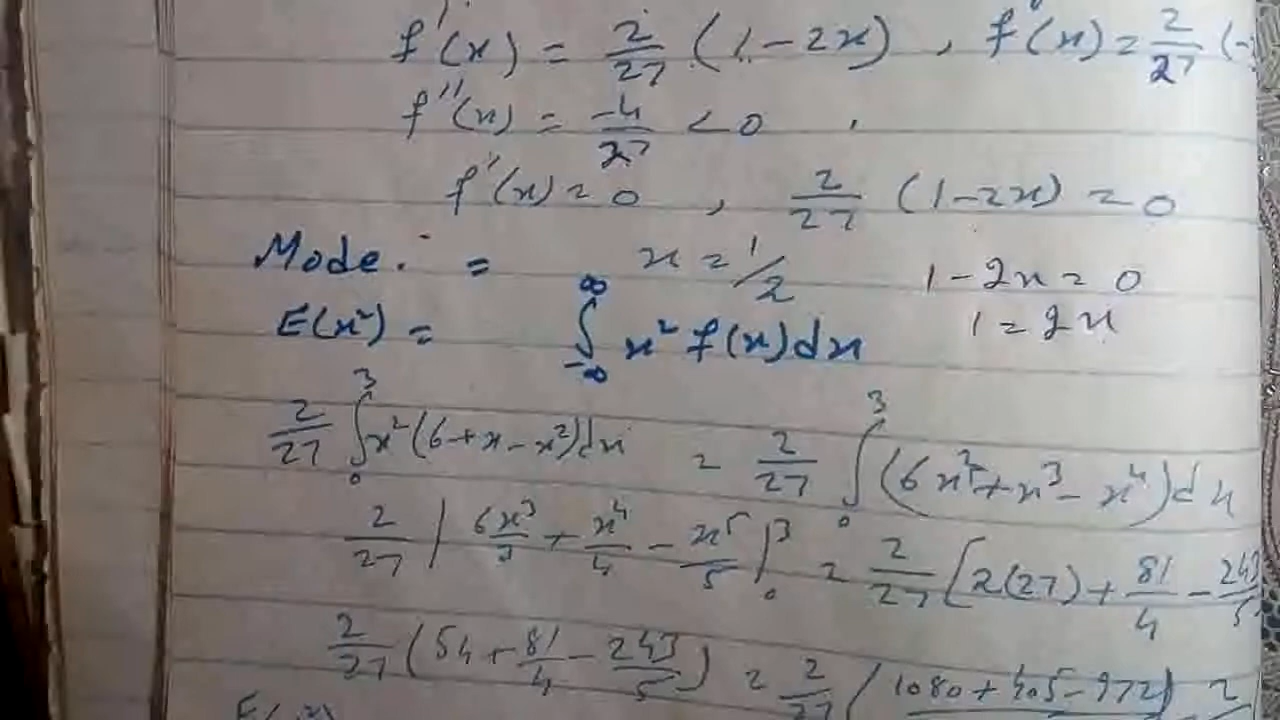 f'(x) = 2/27 (1-2x) , f''(x) = 2/27 (-
f''(x) = -4/27 < 0 ,
f'(x) = 0 , 2/27 (1-2x) = 0
Mode. = x = 1/2 1-2x = 0
1 = 2x
E(x²) = ∫_{-∞}^{∞} x² f(x) dx
2/27 ∫_0^3 x²(6+x-x²)dx = 2/27 ∫_0^3 (6x²+x³-x⁴)dx
2/27 | 6x³/3 + x⁴/4 - x⁵/5 |_0^3 = 2/27 [2(27) + 81/4 - 243/5
2/27 (54 + 81/4 - 243/5) = 2/27 (1080+405-972) 2